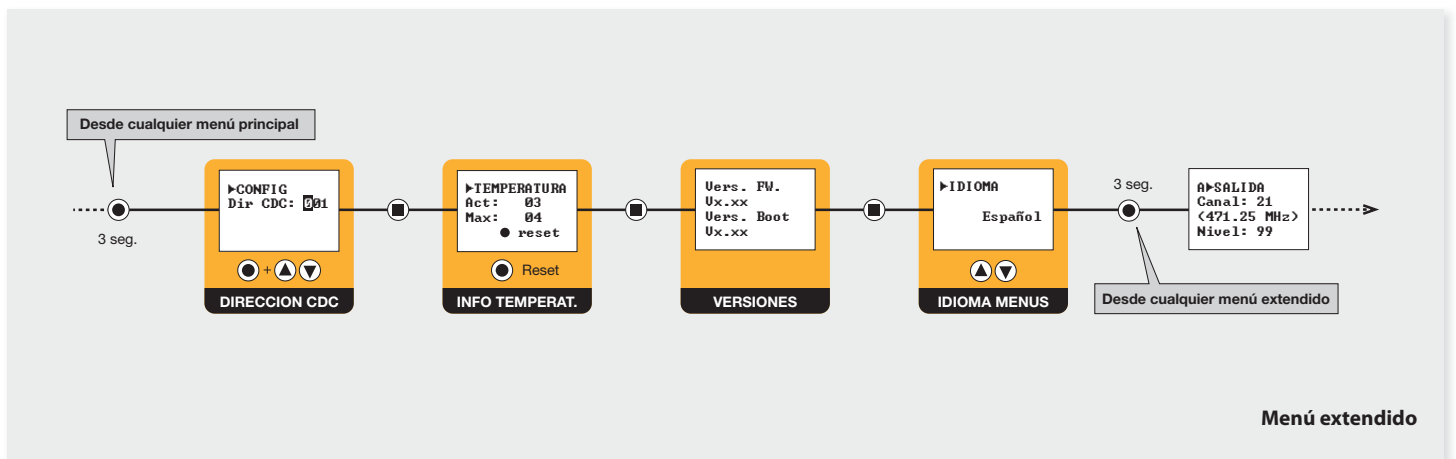 Desde cualquier menú principal
3 seg.
►CONFIG
Dir CDC: 001
+
DIRECCION CDC
►TEMPERATURA
Act: 03
Max: 04
● reset
Reset
INFO TEMPERAT.
Vers. FW.
Vx.xx
Vers. Boot
Vx.xx
VERSIONES
►IDIOMA
Español
IDIOMA MENUS
3 seg.
Desde cualquier menú extendido
A►SALIDA
Canal: 21
(471.25 MHz)
Nivel: 99
Menú extendido